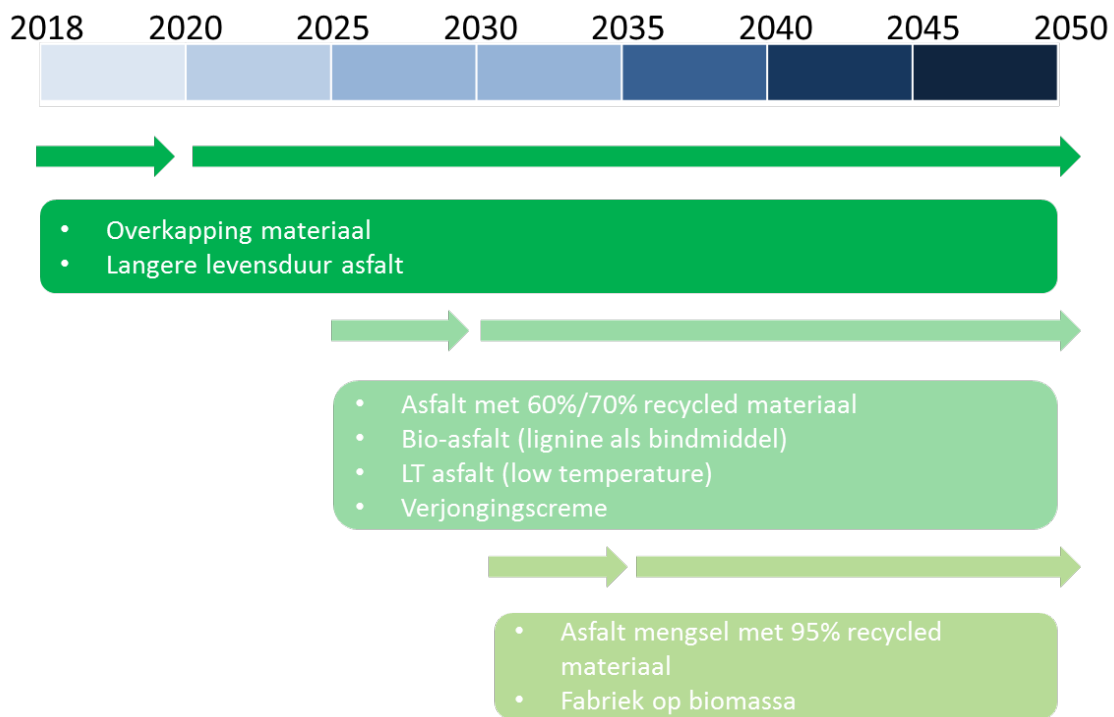 2018 2020 2025 2030 2035 2040 2045 2050
• Overkapping materiaal
• Langere levensduur asfalt
• Asfalt met 60%/70% recycled materiaal
• Bio-asfalt (lignine als bindmiddel)
• LT asfalt (low temperature)
• Verjongingscreme
• Asfalt mengsel met 95% recycled
materiaal
• Fabriek op biomassa